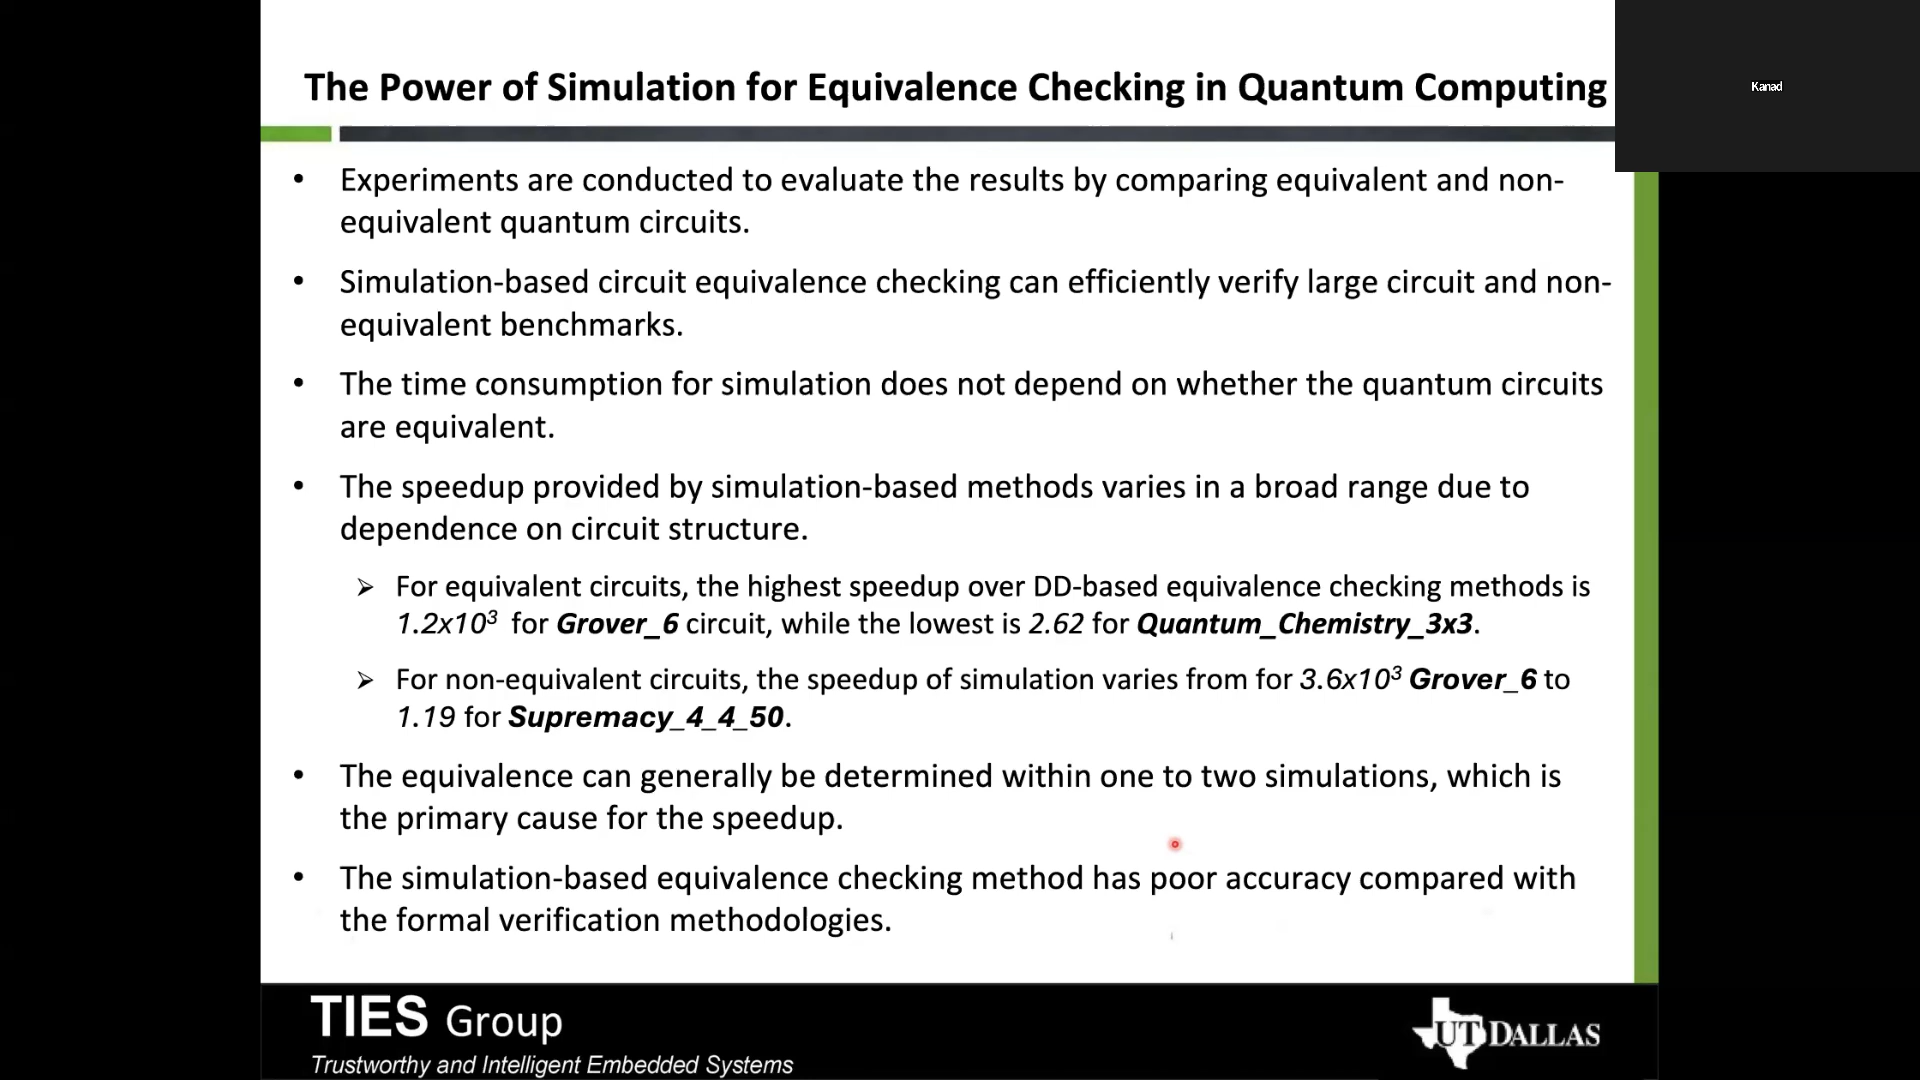 The Power of Simulation for Equivalence Checking in Quantum Computing
Kanad
• Experiments are conducted to evaluate the results by comparing equivalent and non-
equivalent quantum circuits.
• Simulation-based circuit equivalence checking can efficiently verify large circuit and non-
equivalent benchmarks.
• The time consumption for simulation does not depend on whether the quantum circuits
are equivalent.
• The speedup provided by simulation-based methods varies in a broad range due to
dependence on circuit structure.
➢ For equivalent circuits, the highest speedup over DD-based equivalence checking methods is
1.2x10³ for Grover_6 circuit, while the lowest is 2.62 for Quantum_Chemistry_3x3.
➢ For non-equivalent circuits, the speedup of simulation varies from for 3.6x10³ Grover_6 to
1.19 for Supremacy_4_4_50.
• The equivalence can generally be determined within one to two simulations, which is
the primary cause for the speedup.
• The simulation-based equivalence checking method has poor accuracy compared with
the formal verification methodologies.
TIES Group
Trustworthy and Intelligent Embedded Systems
UT DALLAS